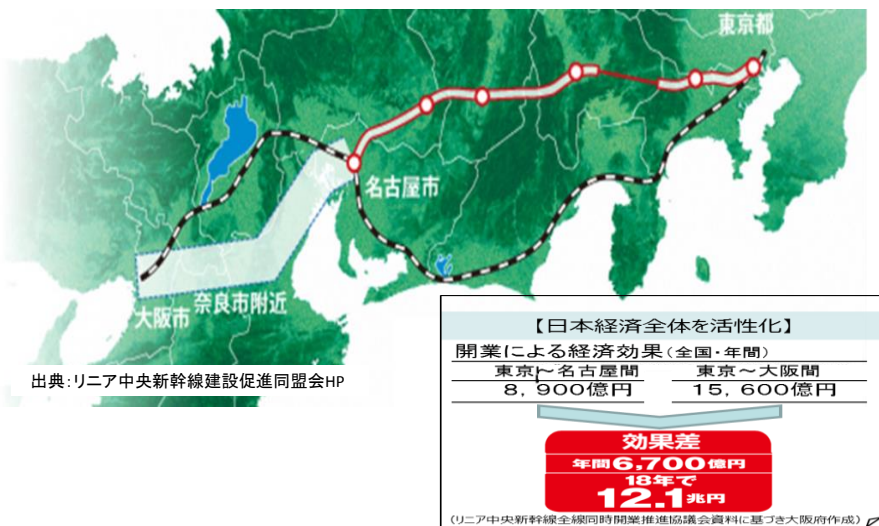 東京都
名古屋市
奈良市附近
大阪市
出典:リニア中央新幹線建設促進同盟会HP
【日本経済全体を活性化】
開業による経済効果(全国・年間)
東京~名古屋間 東京~大阪間
8,900億円 15,600億円
効果差
年間6,700億円
18年で
12.1兆円
(リニア中央新幹線全線同時開業推進協議会資料に基づき大阪府作成)